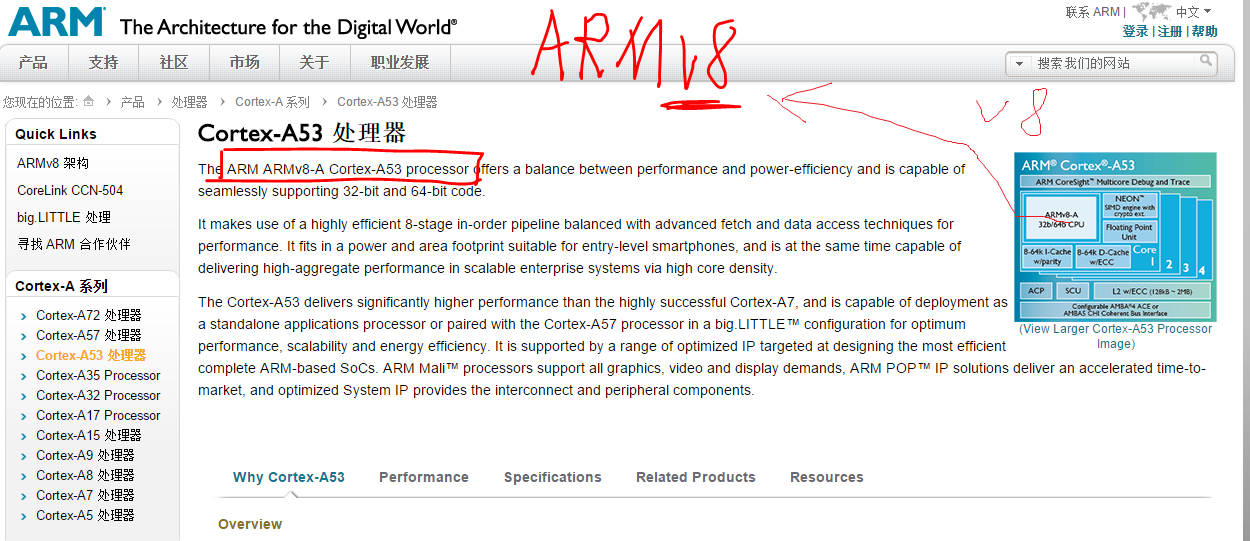 ARM® The Architecture for the Digital World®
ARMv8
联系 ARM | 中文
登录 | 注册 | 帮助
产品 支持 社区 市场 关于 职业发展
搜索我们的网站
您现在的位置: 产品 处理器 Cortex-A 系列 Cortex-A53 处理器
v8
Quick Links
ARMv8 架构
CoreLink CCN-504
big.LITTLE 处理
寻找 ARM 合作伙伴
Cortex-A 系列
Cortex-A72 处理器
Cortex-A57 处理器
Cortex-A53 处理器
Cortex-A35 Processor
Cortex-A32 Processor
Cortex-A17 Processor
Cortex-A15 处理器
Cortex-A9 处理器
Cortex-A8 处理器
Cortex-A7 处理器
Cortex-A5 处理器
Cortex-A53 处理器
The ARM ARMv8-A Cortex-A53 processor offers a balance between performance and power-efficiency and is capable of
seamlessly supporting 32-bit and 64-bit code.
It makes use of a highly efficient 8-stage in-order pipeline balanced with advanced fetch and data access techniques for
performance. It fits in a power and area footprint suitable for entry-level smartphones, and is at the same time capable of
delivering high-aggregate performance in scalable enterprise systems via high core density.
The Cortex-A53 delivers significantly higher performance than the highly successful Cortex-A7, and is capable of deployment as
a standalone applications processor or paired with the Cortex-A57 processor in a big.LITTLE™ configuration for optimum
performance, scalability and energy efficiency. It is supported by a range of optimized IP targeted at designing the most efficient
complete ARM-based SoCs. ARM Mali™ processors support all graphics, video and display demands, ARM POP™ IP solutions deliver an accelerated time-to-
market, and optimized System IP provides the interconnect and peripheral components.
ARM® Cortex®-A53
ARM CoreSight™ Multicore Debug and Trace
ARMv8-A
32b/64b CPU
NEON™
SIMD engine with
crypto ext.
Floating Point
Unit
8-64k I-Cache
w/parity
8-64k D-Cache
w/ECC
Core
1 2 3 4
ACP SCU L2 w/ECC (128kB ~ 2MB)
Configurable AMBA®4 ACE or
AMBA5 CHI Coherent Bus Interface
(View Larger Cortex-A53 Processor
Image)
Why Cortex-A53 Performance Specifications Related Products Resources
Overview